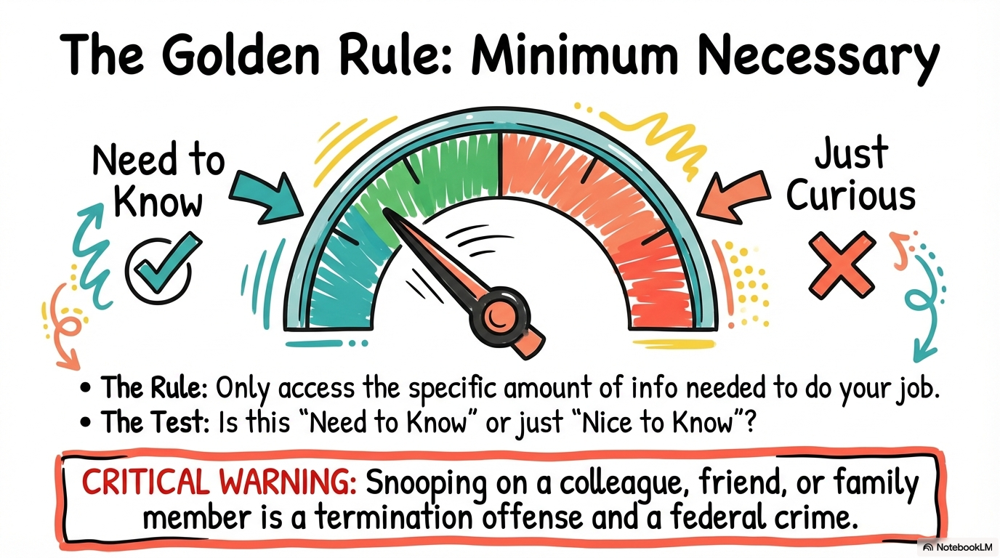 The Golden Rule: Minimum Necessary
Need to
Know
Just
Curious
• The Rule: Only access the specific amount of info needed to do your job.
• The Test: Is this “Need to Know” or just “Nice to Know”?
CRITICAL WARNING: Snooping on a colleague, friend, or family
member is a termination offense and a federal crime.
NotebookLM